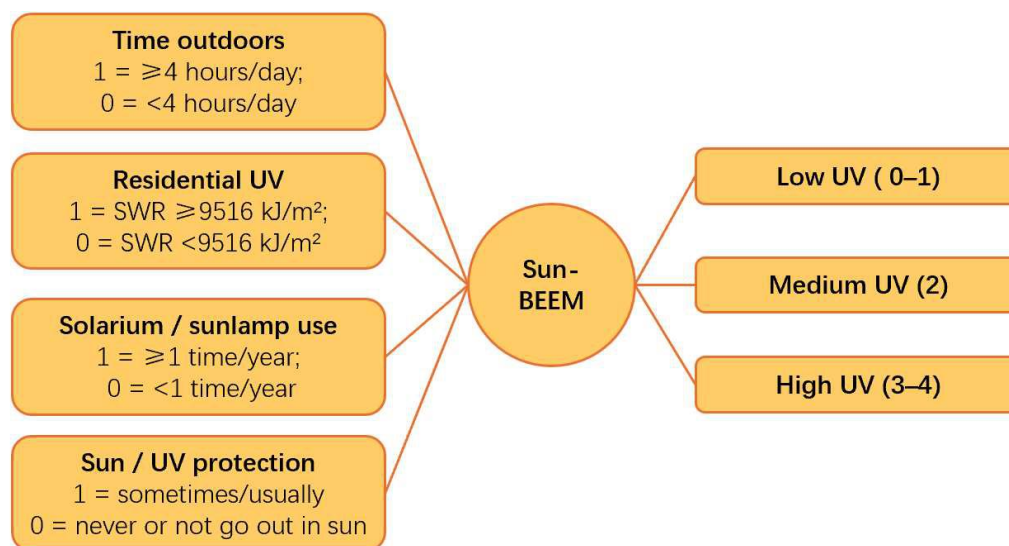 Time outdoors
1 = ⩾4 hours/day;
0 = <4 hours/day
Residential UV
1 = SWR ⩾9516 kJ/m²;
0 = SWR <9516 kJ/m²
Solarium / sunlamp use
1 = ⩾1 time/year;
0 = <1 time/year
Sun / UV protection
1 = sometimes/usually
0 = never or not go out in sun
Sun-
BEEM
Low UV ( 0–1)
Medium UV (2)
High UV (3–4)